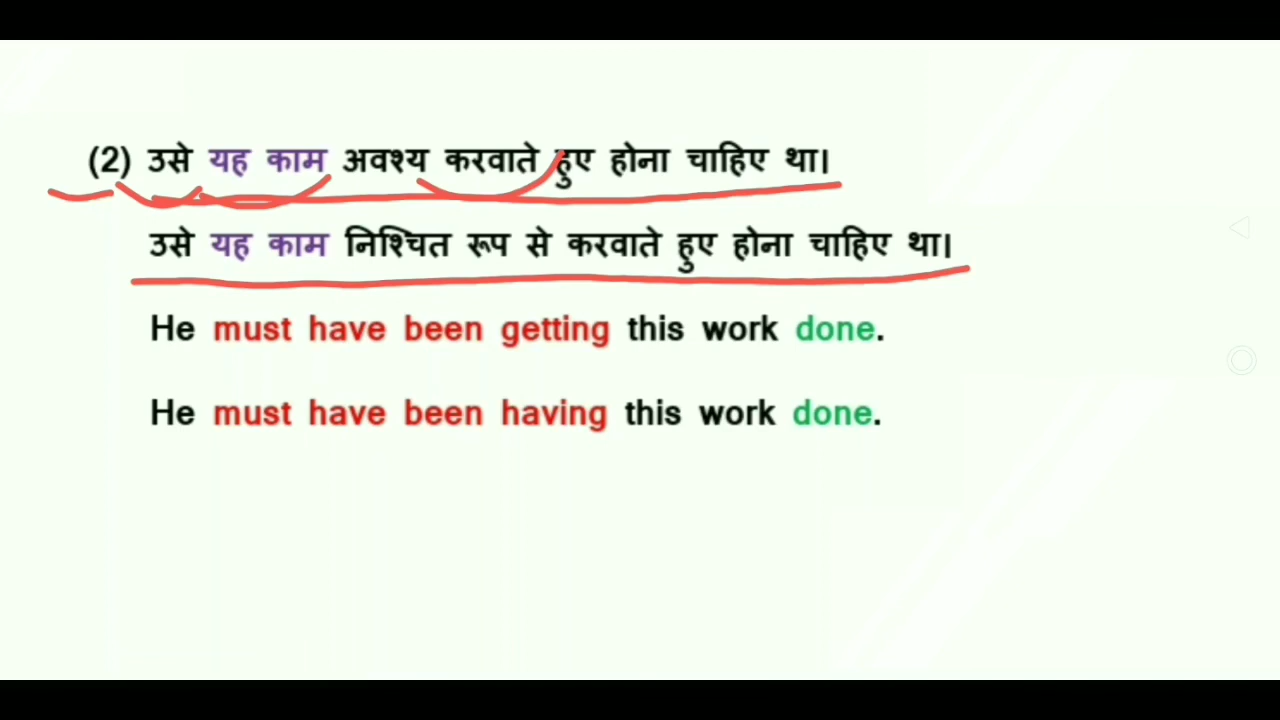 (2) उसे यह काम अवश्य करवाते हुए होना चाहिए था।
उसे यह काम निश्चित रूप से करवाते हुए होना चाहिए था।
He must have been getting this work done.
He must have been having this work done.